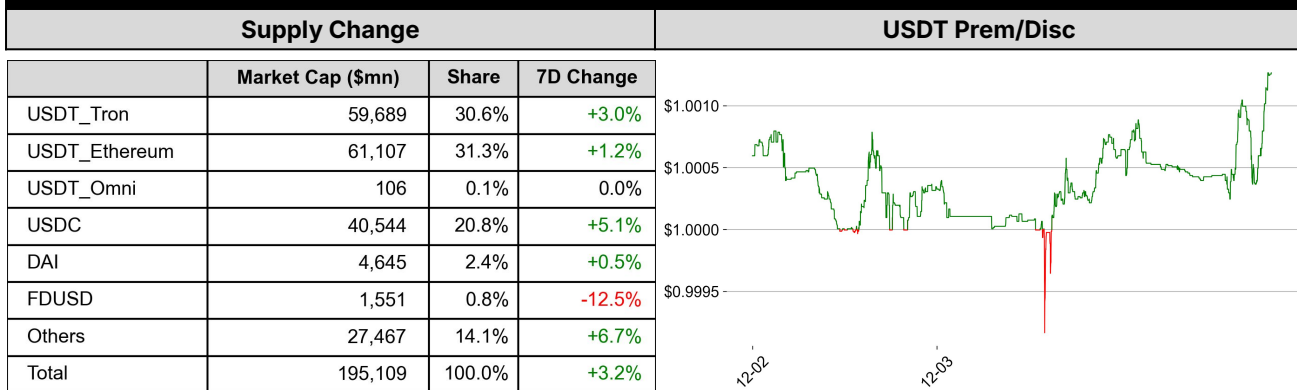 Supply Change
Market Cap ($mn) Share 7D Change
USDT_Tron 59,689 30.6% +3.0%
USDT_Ethereum 61,107 31.3% +1.2%
USDT_Omni 106 0.1% 0.0%
USDC 40,544 20.8% +5.1%
DAI 4,645 2.4% +0.5%
FDUSD 1,551 0.8% -12.5%
Others 27,467 14.1% +6.7%
Total 195,109 100.0% +3.2%
USDT Prem/Disc
$1.0010
$1.0005
$1.0000
$0.9995
12-02 12-03